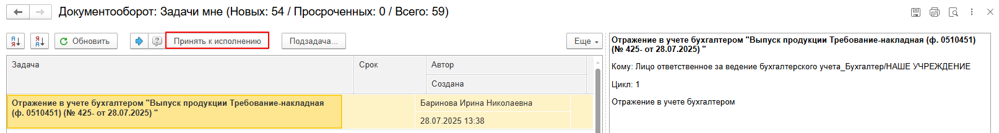 Документооборот: Задачи мне (Новых: 54 / Просроченных: 0 / Всего: 59)
Обновить
Принять к исполнению
Подзадача...
Еще
Задача
Срок
Автор
Создана
Отражение в учете бухгалтером "Выпуск продукции Требование-накладная
(ф. 0510451) (№ 425- от 28.07.2025) "
Баринова Ирина Николаевна
28.07.2025 13:38
Отражение в учете бухгалтером "Выпуск продукции Требование-накладная (ф. 0510451)
(№ 425- от 28.07.2025) "
Кому: Лицо ответственное за ведение бухгалтерского учета_Бухгалтер/НАШЕ УЧРЕЖДЕНИЕ
Цикл: 1
Отражение в учете бухгалтером